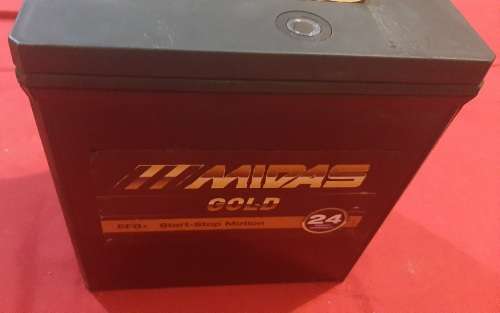 MIDAS
GOLD
EFB+ Start-Stop Motion
24